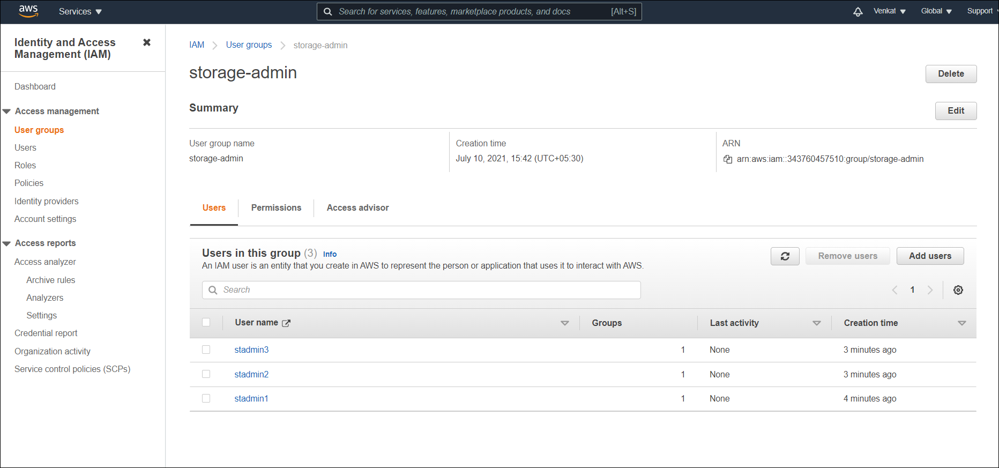 aws
Services
Search for services, features, marketplace products, and docs [Alt+S]
Venkat
Global
Support
Identity and Access
Management (IAM)
Dashboard
Access management
User groups
Users
Roles
Policies
Identity providers
Account settings
Access reports
Access analyzer
Archive rules
Analyzers
Settings
Credential report
Organization activity
Service control policies (SCPs)
IAM User groups storage-admin
storage-admin
Delete
Summary
Edit
User group name
storage-admin
Creation time
July 10, 2021, 15:42 (UTC+05:30)
ARN
arn:aws:iam::343760457510:group/storage-admin
Users Permissions Access advisor
Users in this group (3) Info
An IAM user is an entity that you create in AWS to represent the person or application that uses it to interact with AWS.
Remove users
Add users
Search
1
User name Groups Last activity Creation time
stadmin3 1 None 3 minutes ago
stadmin2 1 None 3 minutes ago
stadmin1 1 None 4 minutes ago